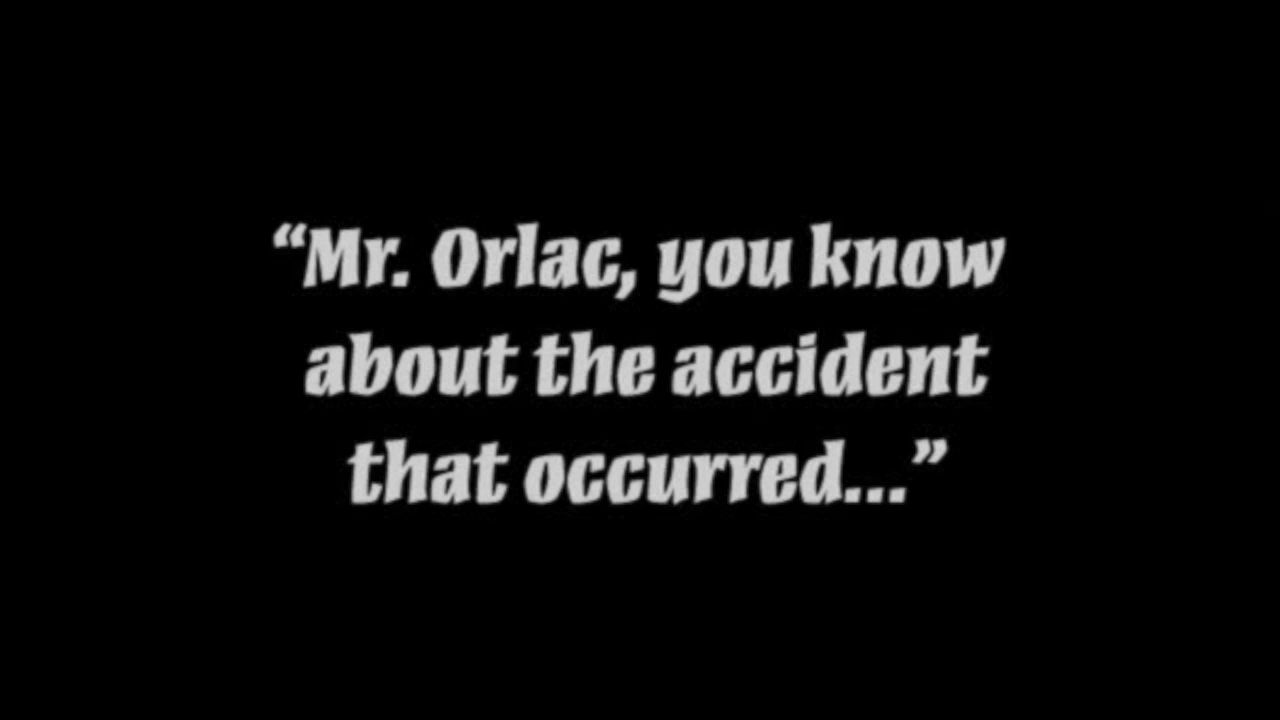 “Mr. Orlac, you know
about the accident
that occurred...”